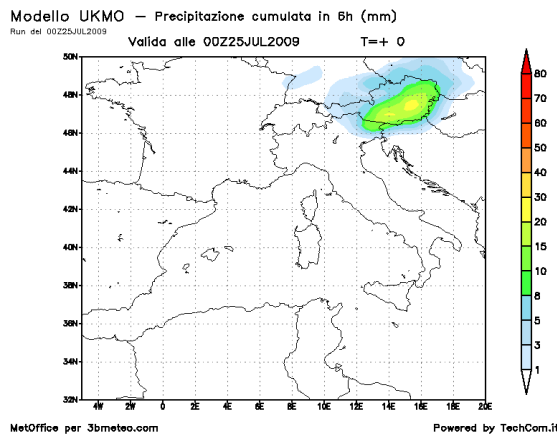 Modello UKMO — Precipitazione cumulata in 6h (mm)
Run del 00Z25JUL2009
Valida alle 00Z25JUL2009 T=+ 0
50N
48N
46N
44N
42N
40N
38N
36N
34N
32N
4W 2W 0 2E 4E 6E 8E 10E 12E 14E 16E 18E 20E
80
70
60
50
40
30
20
15
10
8
5
3
1
MetOffice per 3bmeteo.com Powered by TechCom.it